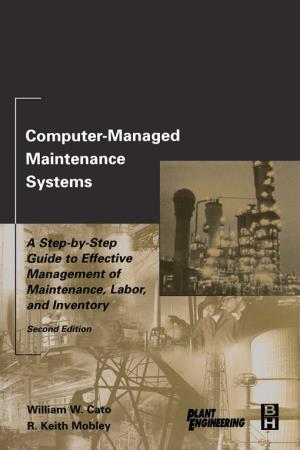 Computer-Managed
Maintenance
Systems
A Step-by-Step
Guide to Effective
Management of
Maintenance, Labor,
and Inventory
Second Edition
William W. Cato
R. Keith Mobley
PLANT
ENGINEERING
B
H